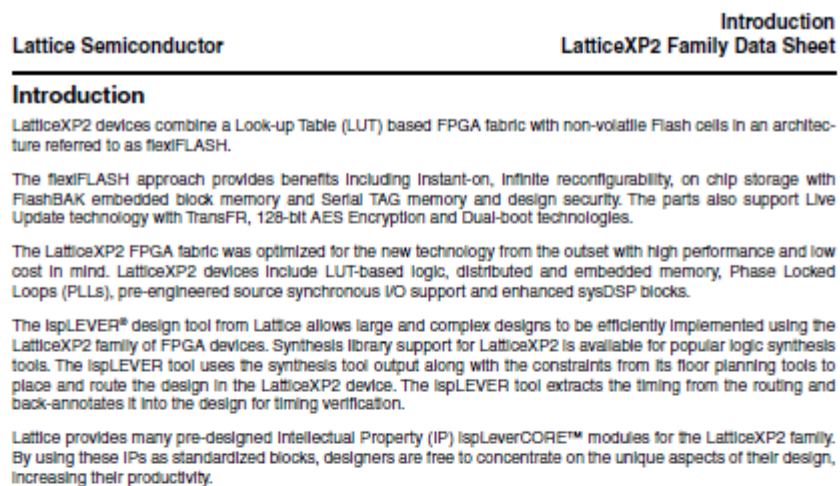 Introduction
Lattice Semiconductor LatticeXP2 Family Data Sheet
Introduction
LatticeXP2 devices combine a Look-up Table (LUT) based FPGA fabric with non-volatile Flash cells in an architec-
ture referred to as flexiFLASH.
The flexiFLASH approach provides benefits including instant-on, infinite reconfigurability, on chip storage with
FlashBAK embedded block memory and Serial TAG memory and design security. The parts also support Live
Update technology with TransFR, 128-bit AES Encryption and Dual-boot technologies.
The LatticeXP2 FPGA fabric was optimized for the new technology from the outset with high performance and low
cost in mind. LatticeXP2 devices include LUT-based logic, distributed and embedded memory, Phase Locked
Loops (PLLs), pre-engineered source synchronous I/O support and enhanced sysDSP blocks.
The ispLEVER® design tool from Lattice allows large and complex designs to be efficiently implemented using the
LatticeXP2 family of FPGA devices. Synthesis library support for LatticeXP2 is available for popular logic synthesis
tools. The ispLEVER tool uses the synthesis tool output along with the constraints from its floor planning tools to
place and route the design in the LatticeXP2 device. The ispLEVER tool extracts the timing from the routing and
back-annotates it into the design for timing verification.
Lattice provides many pre-designed Intellectual Property (IP) ispLeverCORE™ modules for the LatticeXP2 family.
By using these IPs as standardized blocks, designers are free to concentrate on the unique aspects of their design,
increasing their productivity.